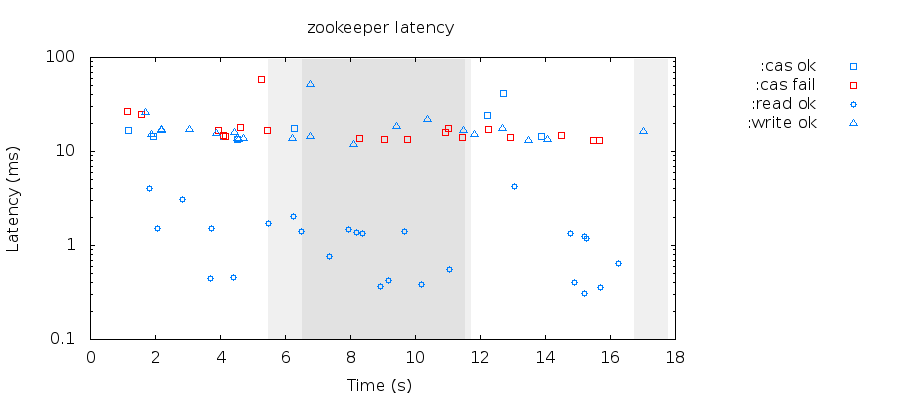 zookeeper latency
Latency (ms)
100
10
1
0.1
0 2 4 6 8 10 12 14 16 18
Time (s)
:cas ok
:cas fail
:read ok
:write ok